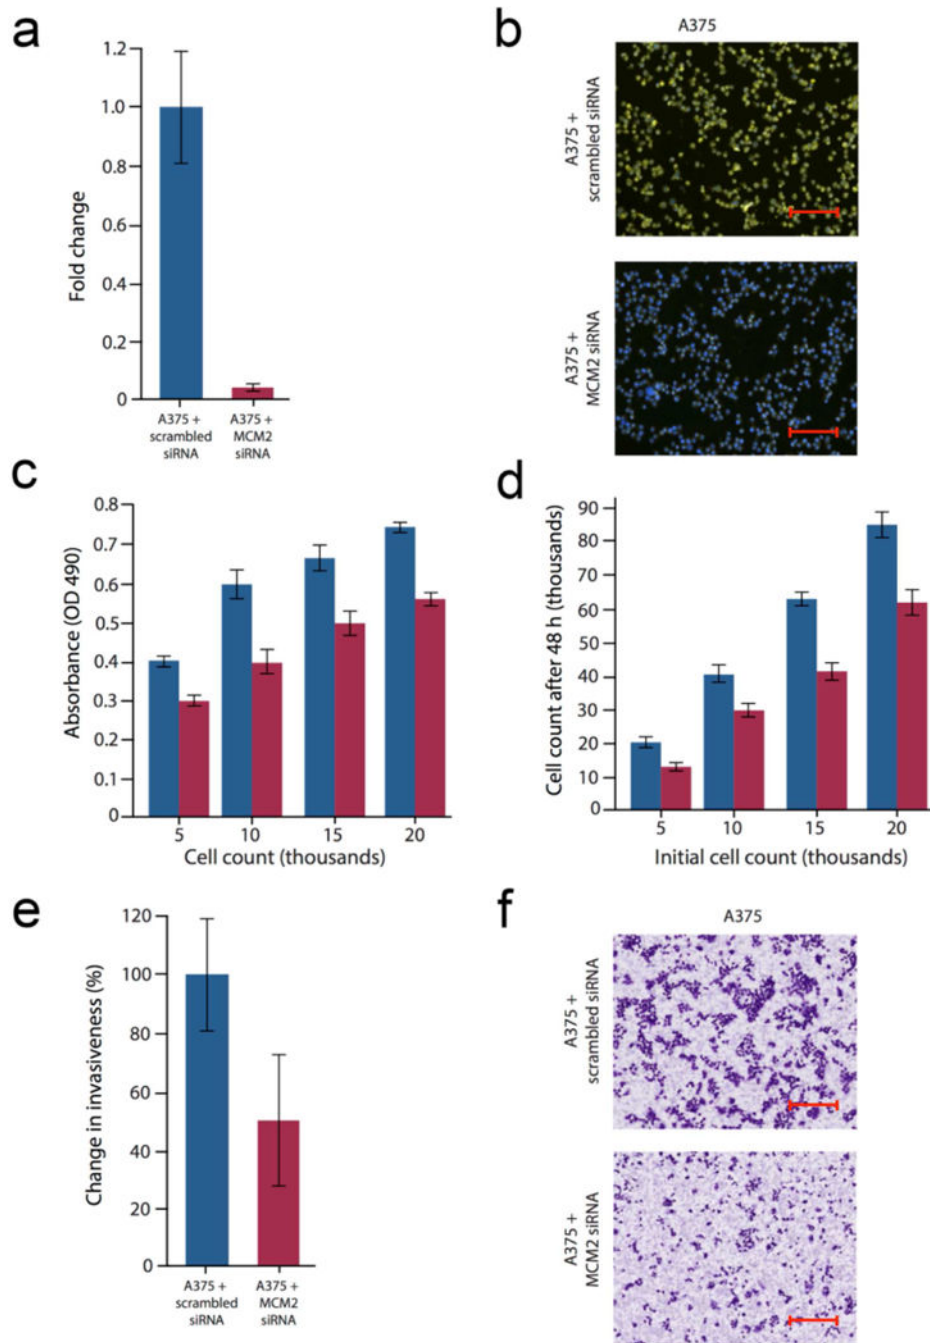 a
1.2
1.0
0.8
0.6
0.4
0.2
0
Fold change
A375 +
scrambled
siRNA
A375 +
MCM2
siRNA
b
A375
A375 +
scrambled siRNA
A375 +
MCM2 siRNA
c
0.8
0.7
0.6
0.5
0.4
0.3
0.2
0.1
0
Absorbance (OD 490)
5 10 15 20
Cell count (thousands)
d
90
80
70
60
50
40
30
20
10
0
Cell count after 48 h (thousands)
5 10 15 20
Initial cell count (thousands)
e
120
100
80
60
40
20
0
Change in invasiveness (%)
A375 +
scrambled
siRNA
A375 +
MCM2
siRNA
f
A375
A375 +
scrambled siRNA
A375 +
MCM2 siRNA